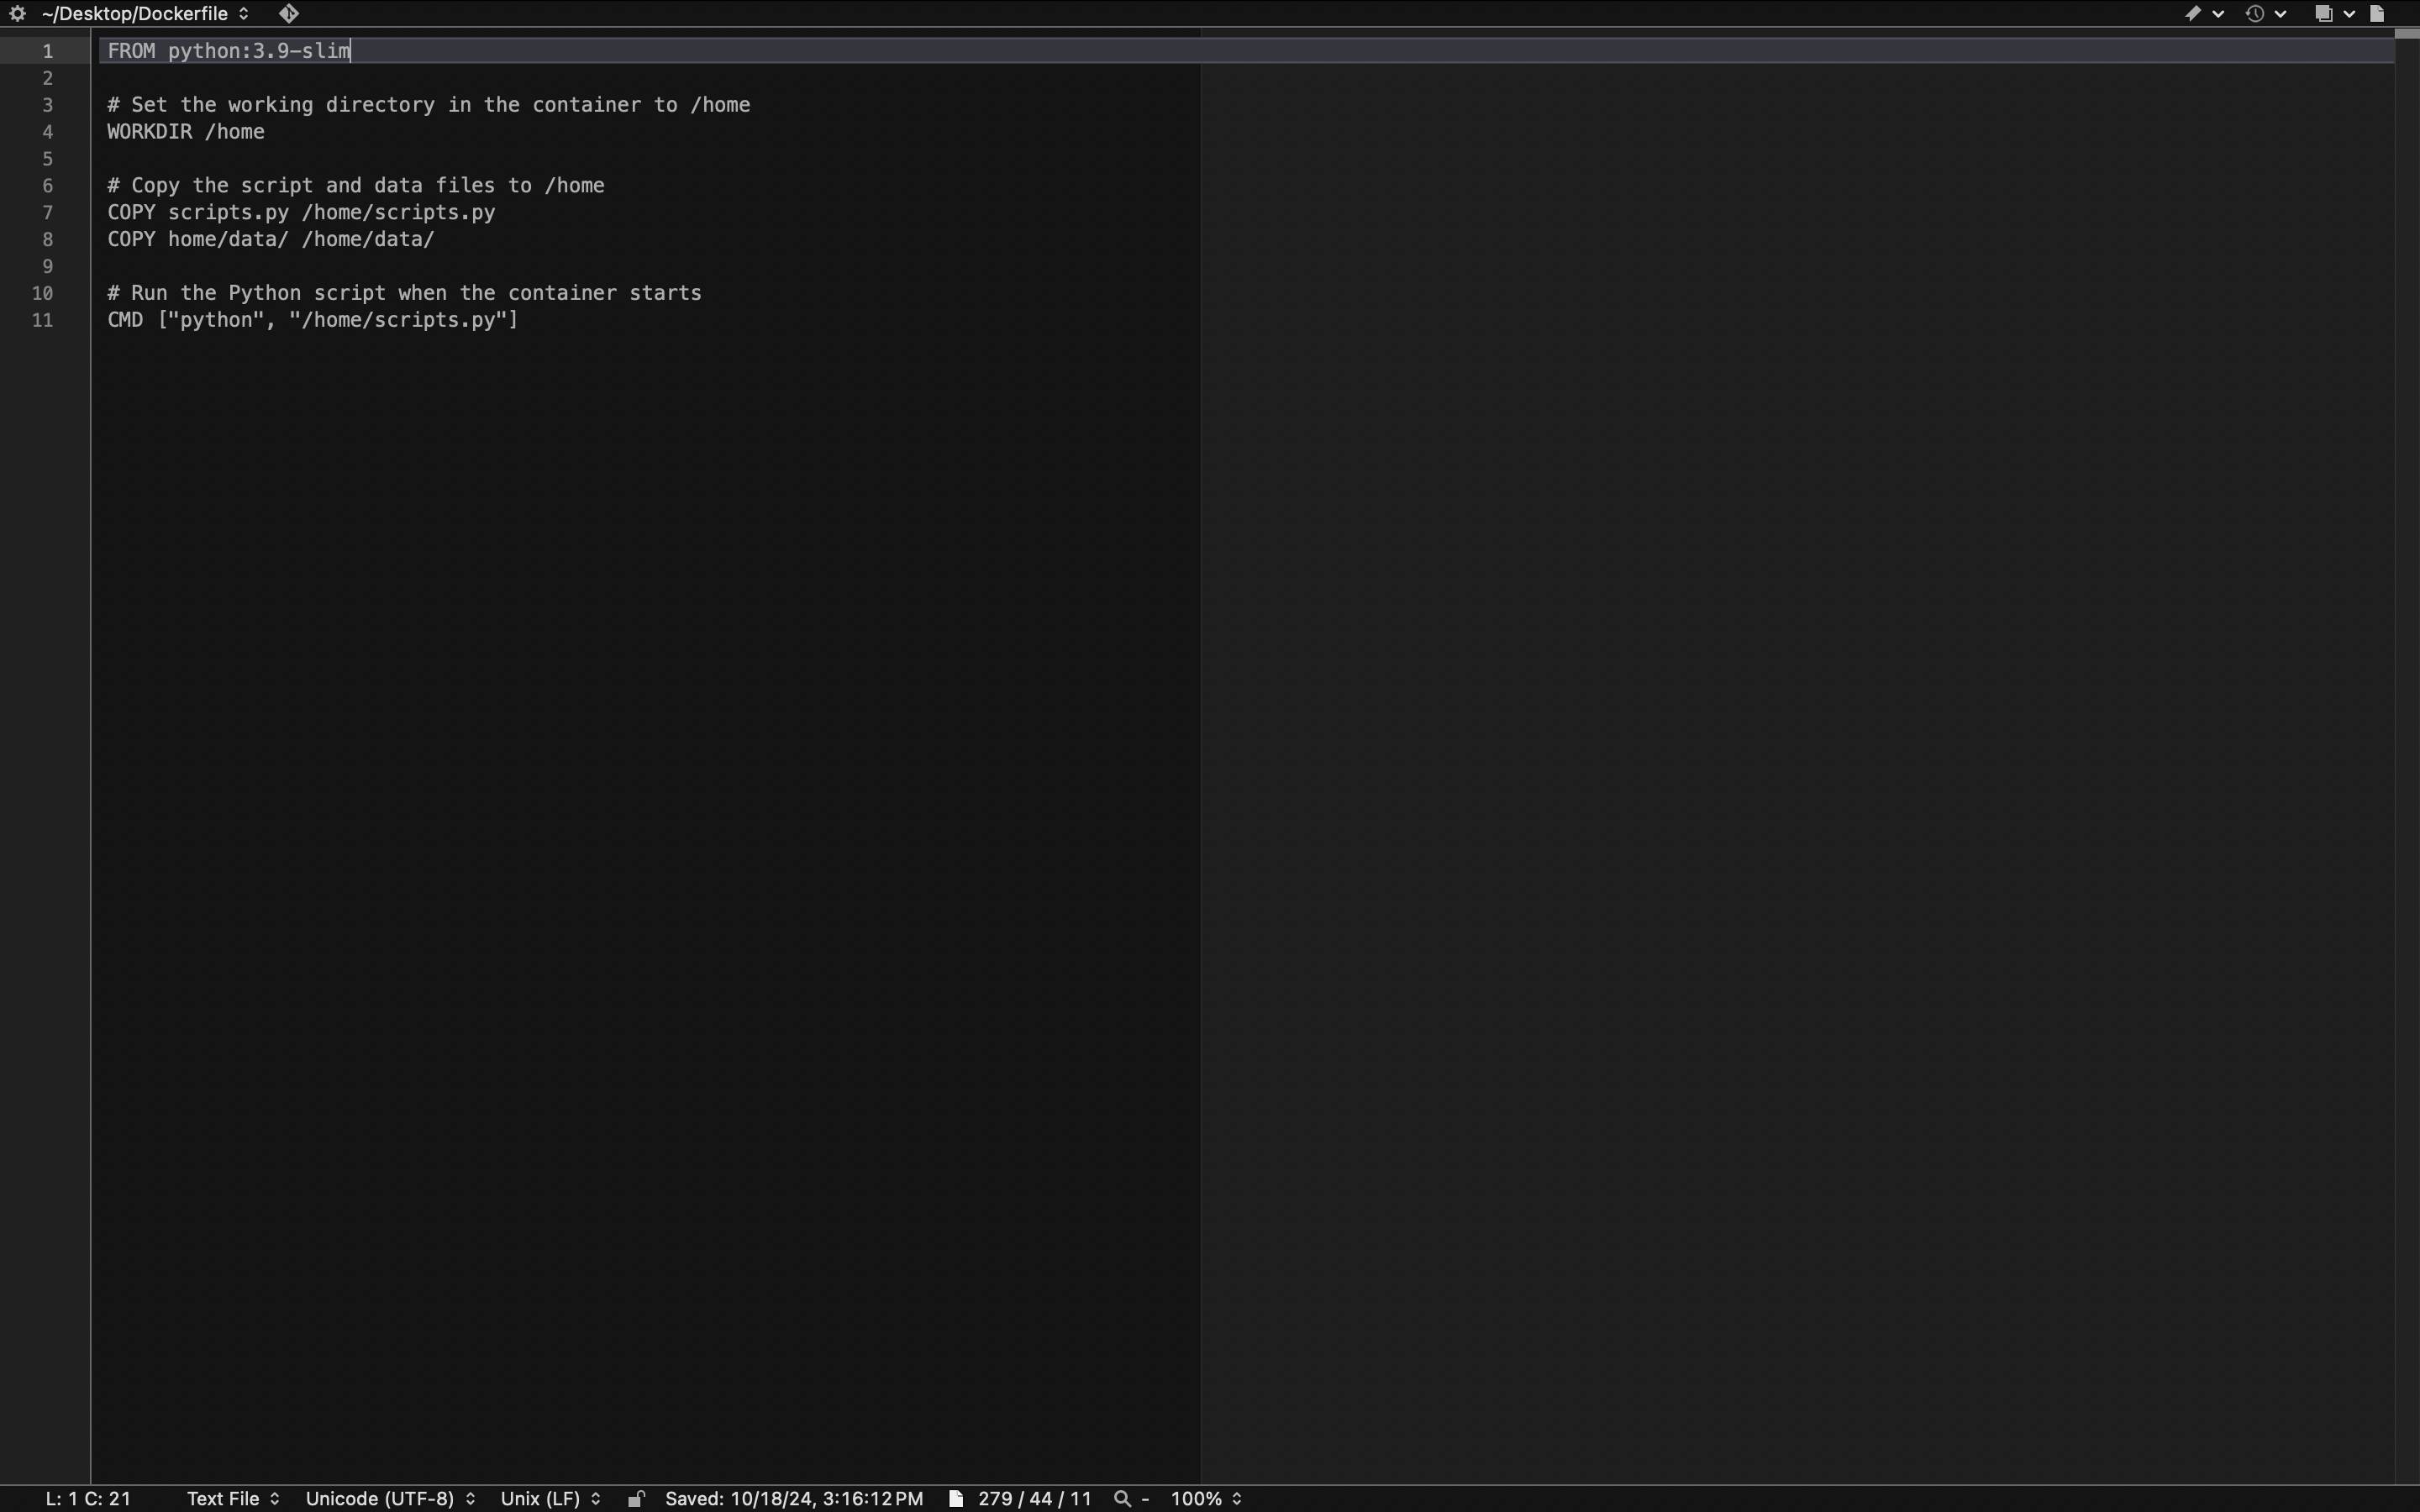 ~/Desktop/Dockerfile
1 FROM python:3.9-slim
2
3 # Set the working directory in the container to /home
4 WORKDIR /home
5
6 # Copy the script and data files to /home
7 COPY scripts.py /home/scripts.py
8 COPY home/data/ /home/data/
9
10 # Run the Python script when the container starts
11 CMD ["python", "/home/scripts.py"]
L: 1 C: 21 Text File Unicode (UTF-8) Unix (LF) Saved: 10/18/24, 3:16:12 PM 279 / 44 / 11 - 100%